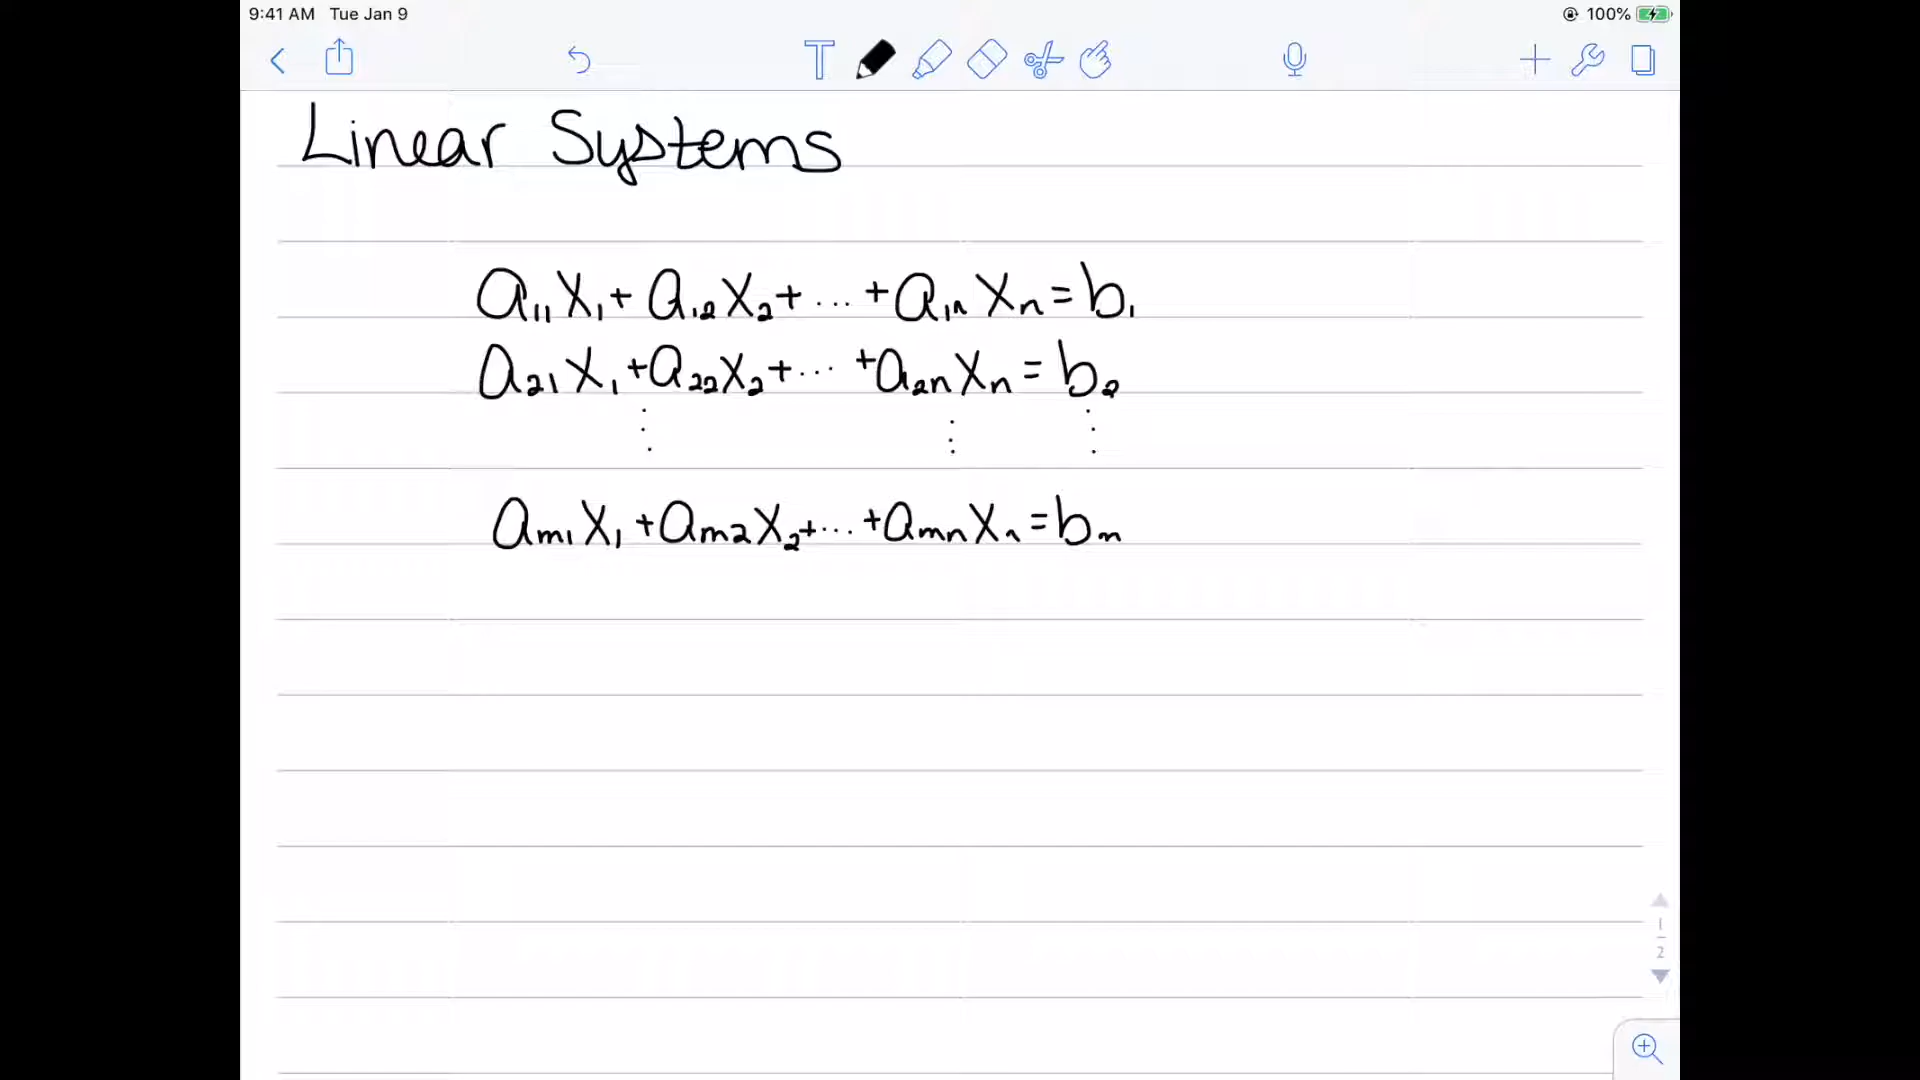 9:41 AM Tue Jan 9
100%
T
Linear Systems
a₁₁x₁ + a₁₂x₂ + ... + a₁ₙxₙ = b₁
a₂₁x₁ + a₂₂x₂ + ... + a₂ₙxₙ = b₂
⋮ ⋮ ⋮
aₘ₁x₁ + aₘ₂x₂ + ... + aₘₙxₙ = bₘ
1
2